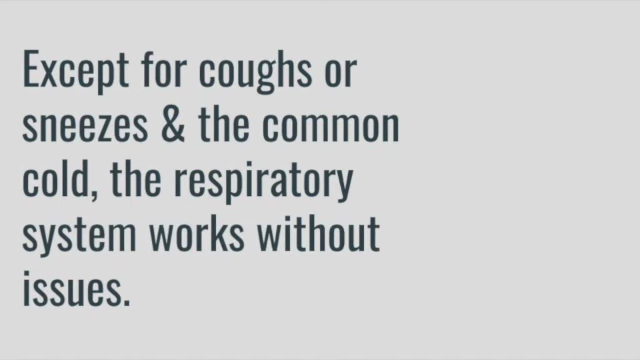 Except for coughs or
sneezes & the common
cold, the respiratory
system works without
issues.